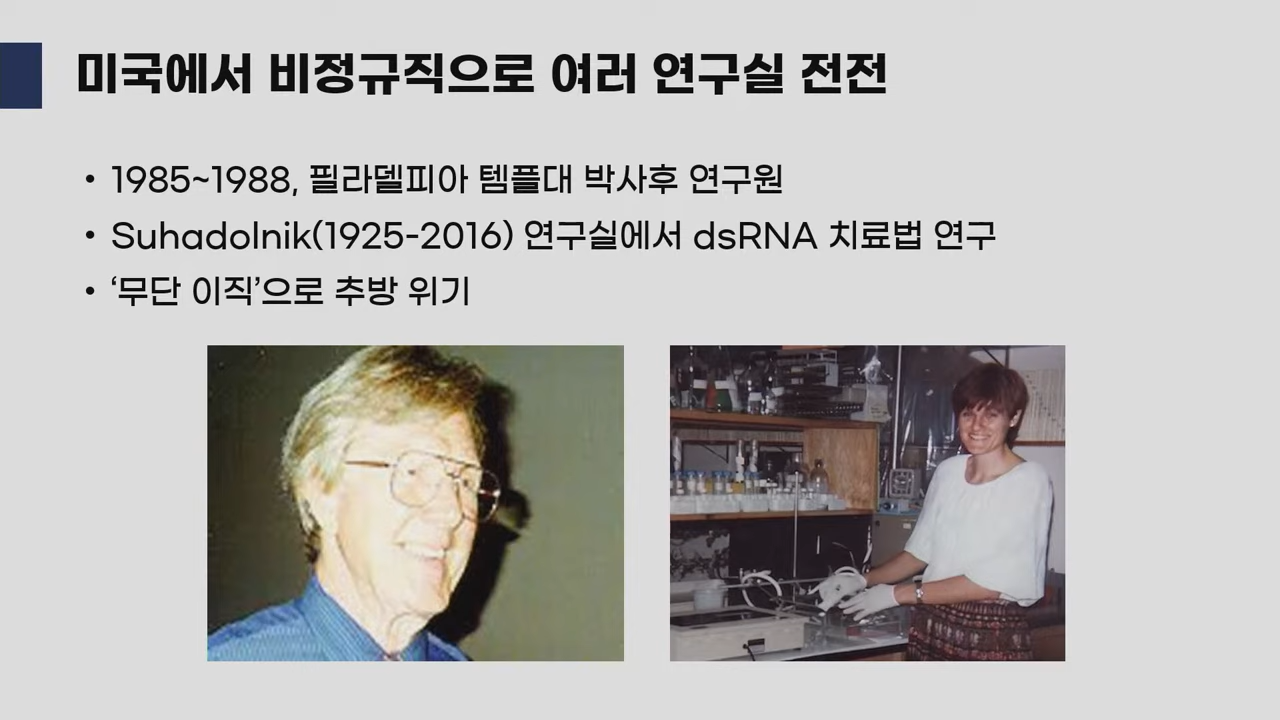 미국에서 비정규직으로 여러 연구실 전전
• 1985~1988, 필라델피아 템플대 박사후 연구원
• Suhadolnik(1925-2016) 연구실에서 dsRNA 치료법 연구
• ‘무단 이직’으로 추방 위기